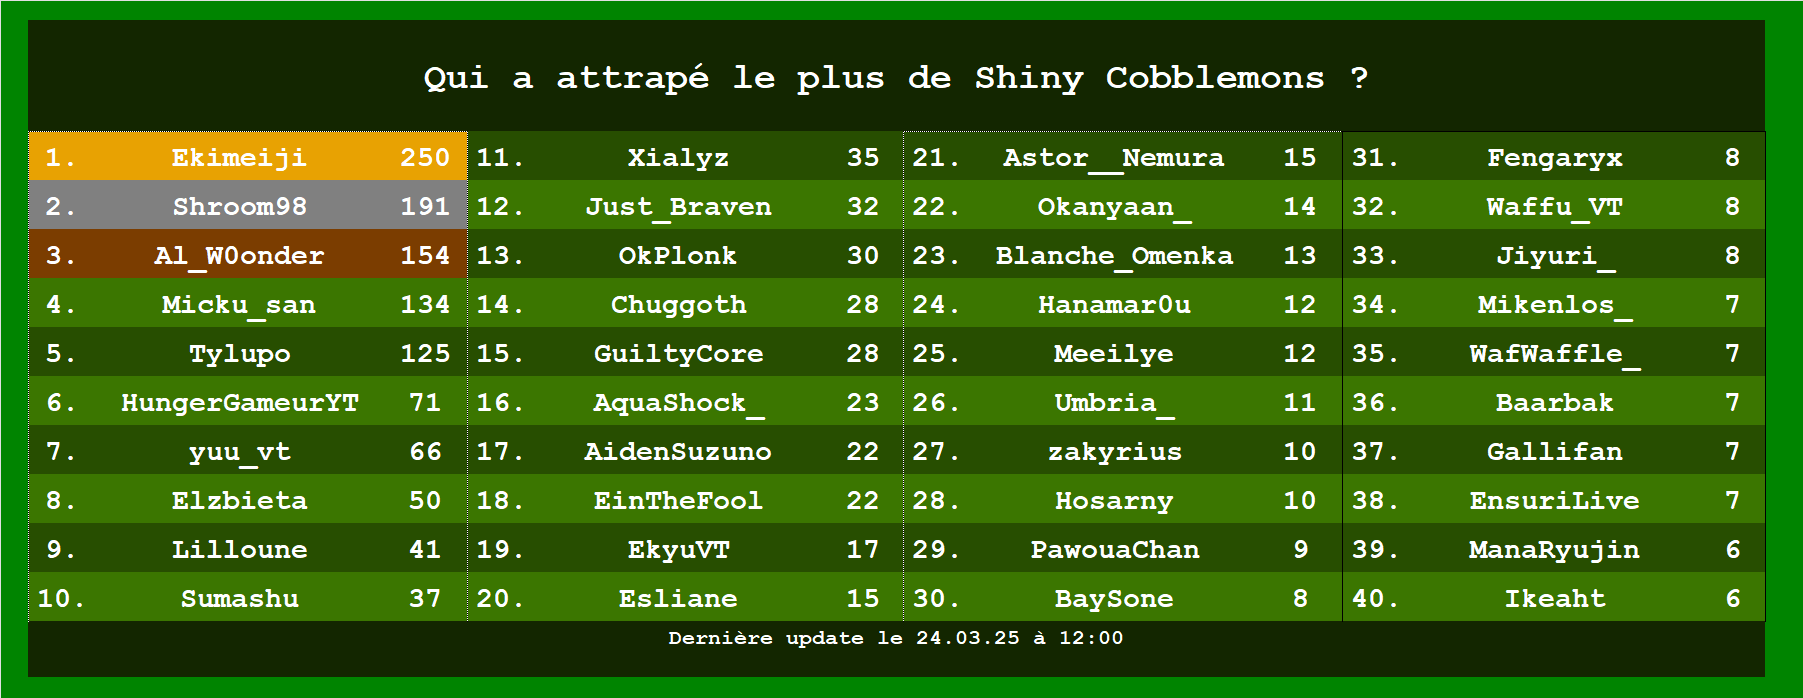 Qui a attrapé le plus de Shiny Cobblemons ?
1. Ekimeiji 250 11. Xialyz 35 21. Astor__Nemura 15 31. Fengaryx 8
2. Shroom98 191 12. Just_Braven 32 22. Okanyaan_ 14 32. Waffu_VT 8
3. Al_W0onder 154 13. OkPlonk 30 23. Blanche_Omenka 13 33. Jiyuri_ 8
4. Micku_san 134 14. Chuggoth 28 24. Hanamar0u 12 34. Mikenlos_ 7
5. Tylupo 125 15. GuiltyCore 28 25. Meeilye 12 35. WafWaffle_ 7
6. HungerGameurYT 71 16. AquaShock_ 23 26. Umbria_ 11 36. Baarbak 7
7. yuu_vt 66 17. AidenSuzuno 22 27. zakyrius 10 37. Gallifan 7
8. Elzbieta 50 18. EinTheFool 22 28. Hosarny 10 38. EnsuriLive 7
9. Lilloune 41 19. EkyuVT 17 29. PawouaChan 9 39. ManaRyujin 6
10. Sumashu 37 20. Esliane 15 30. BaySone 8 40. Ikeaht 6
Dernière update le 24.03.25 à 12:00